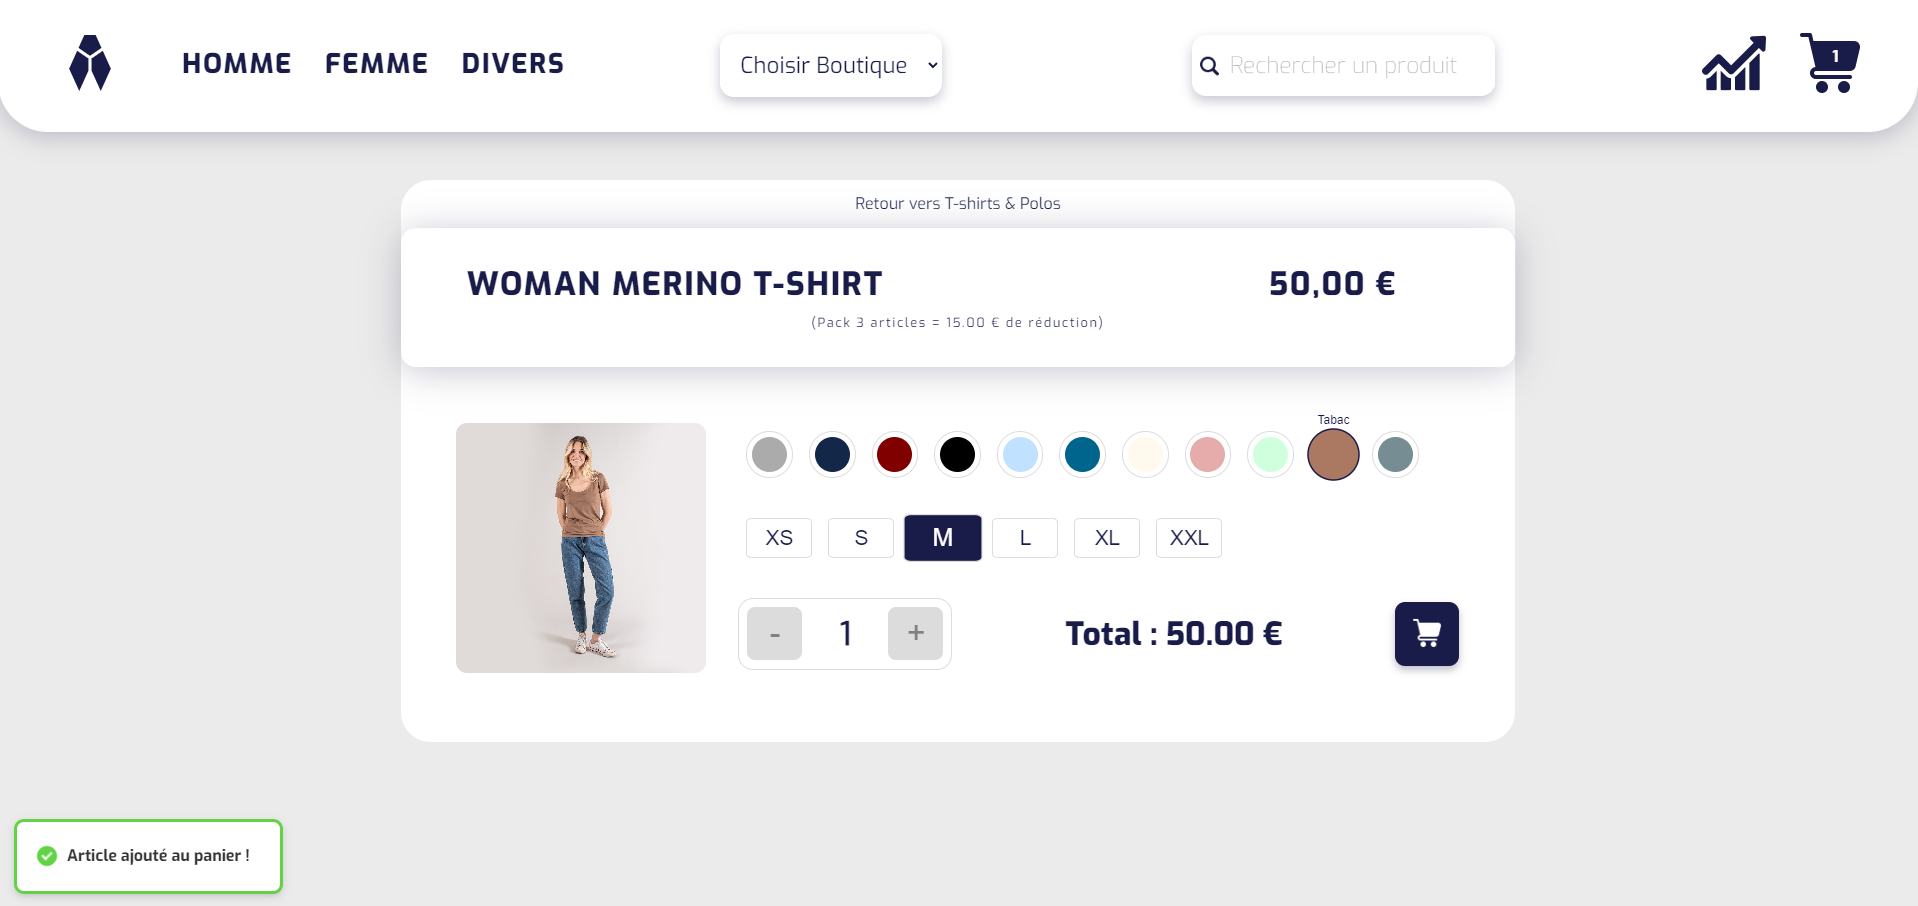 HOMME FEMME DIVERS Choisir Boutique Rechercher un produit 1
Retour vers T-shirts & Polos
WOMAN MERINO T-SHIRT 50,00 €
(Pack 3 articles = 15.00 € de réduction)
Tabac
XS S M L XL XXL
- 1 + Total : 50.00 €
Article ajouté au panier !